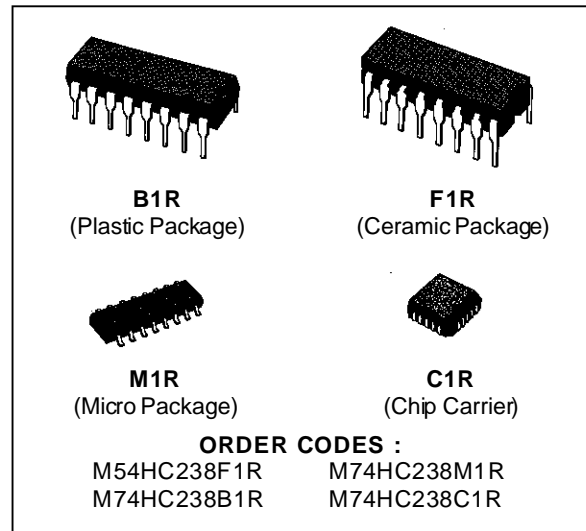 B1R F1R
(Plastic Package) (Ceramic Package)
M1R C1R
(Micro Package) (Chip Carrier)
ORDER CODES :
M54HC238F1R M74HC238M1R
M74HC238B1R M74HC238C1R